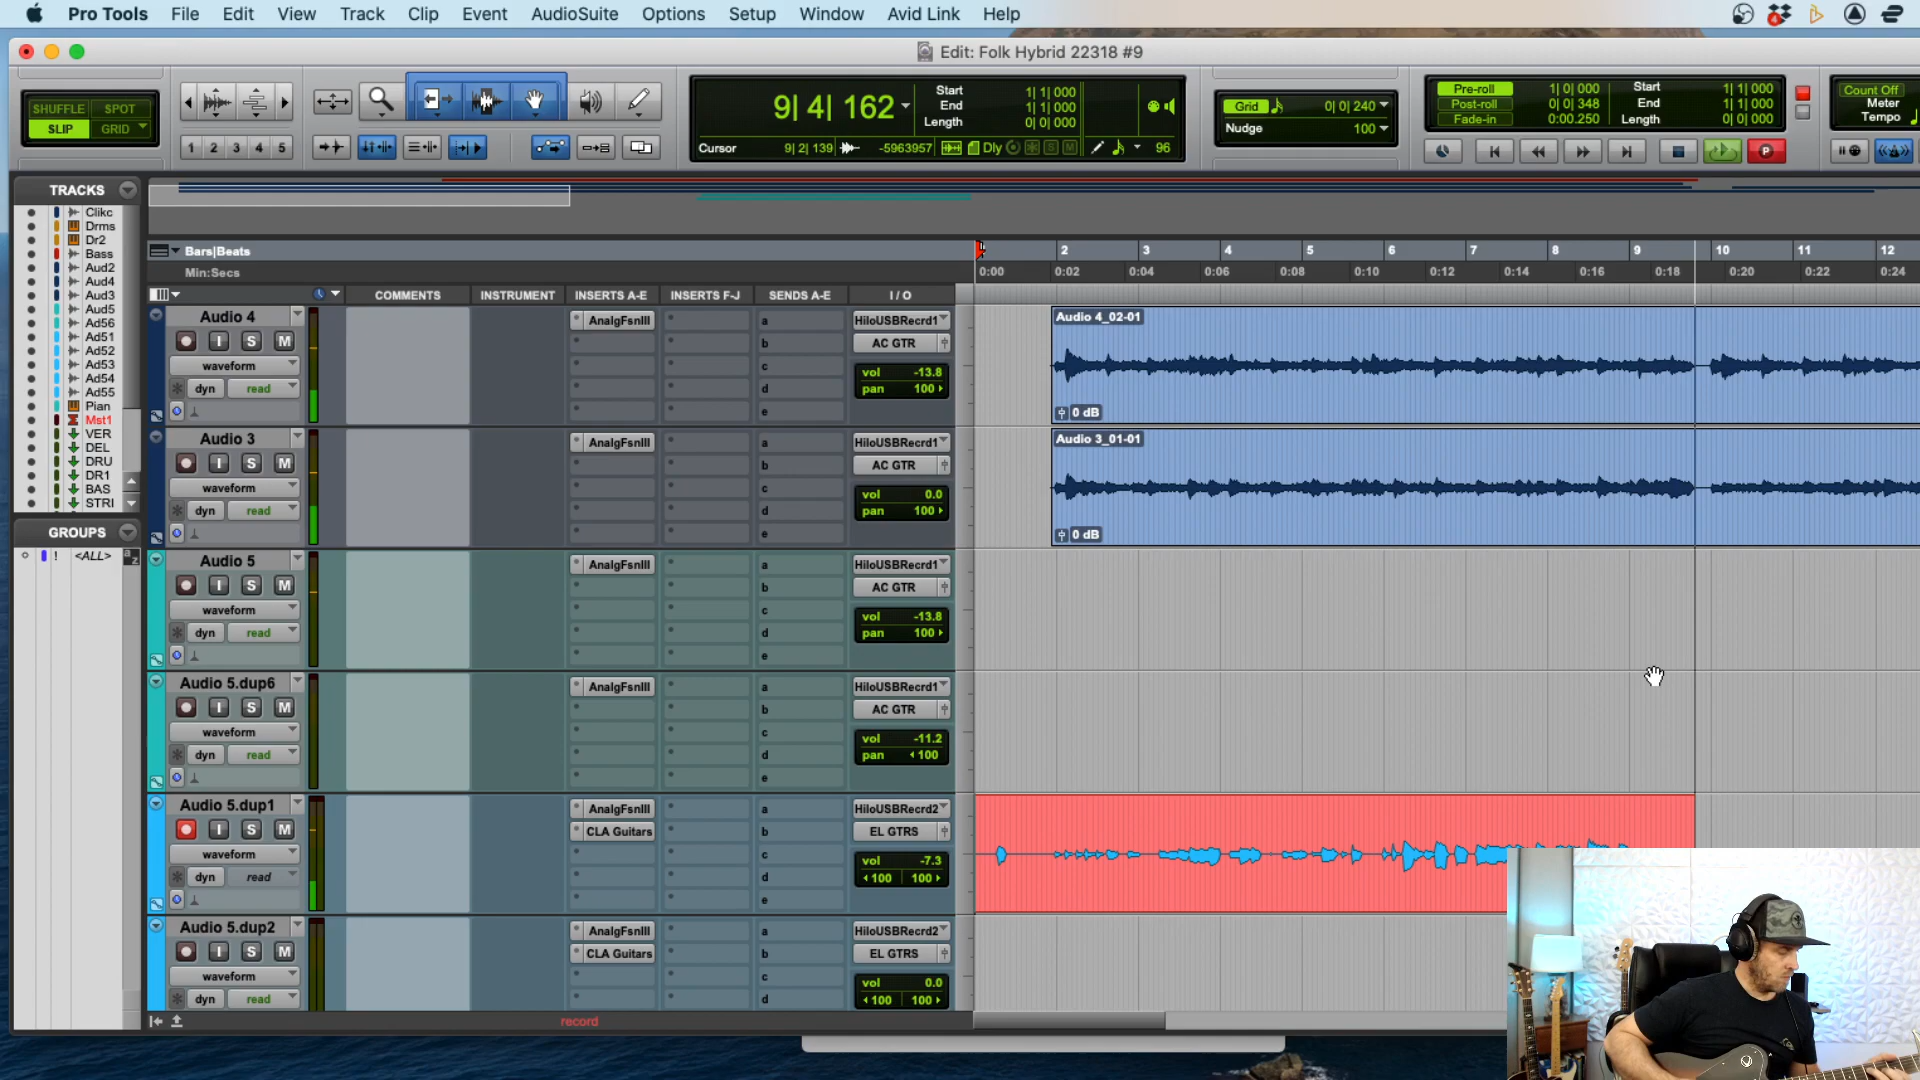 Pro Tools File Edit View Track Clip Event AudioSuite Options Setup Window Avid Link Help
Edit: Folk Hybrid 22318 #9
SHUFFLE SPOT
SLIP GRID
1 2 3 4 5
9| 4| 162
Start 1| 1| 000
End 1| 1| 000
Length 0| 0| 000
Cursor 9| 2| 139 -5963957 Dly S M 96
Grid 0| 0| 240
Nudge 100
Pre-roll 1| 0| 000
Post-roll 0| 0| 348
Fade-in 0:00.250
Start 1| 1| 000
End 1| 1| 000
Length 0| 0| 000
P
Count Off
Meter
Tempo
TRACKS
Clikc
Drms
Dr2
Bass
Aud2
Aud4
Aud3
Aud5
Ad56
Ad51
Ad52
Ad53
Ad54
Ad55
Pian
Mst1
VER
DEL
DRU
DR1
BAS
STRI
GROUPS
! <ALL> a z
Bars|Beats 2 3 4 5 6 7 8 9 10 11 12
Min:Secs 0:00 0:02 0:04 0:06 0:08 0:10 0:12 0:14 0:16 0:18 0:20 0:22 0:24
COMMENTS INSTRUMENT INSERTS A-E INSERTS F-J SENDS A-E I / O
Audio 4 AnalgFsnIII a HiloUSBRecrd1
I S M b AC GTR
waveform c vol -13.8
dyn read d pan 100
e
Audio 4_02-01
0 dB
Audio 3 AnalgFsnIII a HiloUSBRecrd1
I S M b AC GTR
waveform c vol 0.0
dyn read d pan 100
e
Audio 3_01-01
0 dB
Audio 5 AnalgFsnIII a HiloUSBRecrd1
I S M b AC GTR
waveform c vol -13.8
dyn read d pan 100
e
Audio 5.dup6 AnalgFsnIII a HiloUSBRecrd1
I S M b AC GTR
waveform c vol -11.2
dyn read d pan 100
e
Audio 5.dup1 AnalgFsnIII a HiloUSBRecrd2
I S M CLA Guitars b EL GTRS
waveform c vol -7.3
dyn read d 100 100
e
Audio 5.dup2 AnalgFsnIII a HiloUSBRecrd2
I S M CLA Guitars b EL GTRS
waveform c vol 0.0
dyn read d 100 100
record